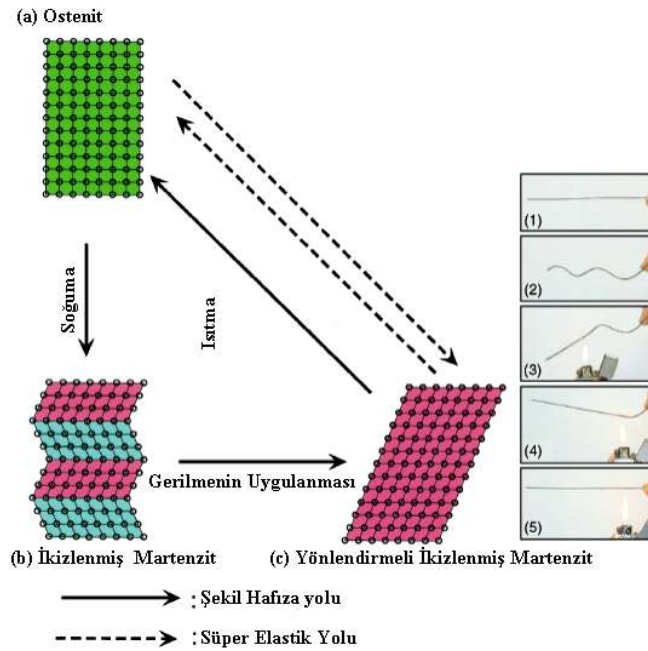 (a) Ostenit
Soğuma
Isıtma
(1)
(2)
(3)
(4)
(5)
Gerilmenin Uygulanması
(b) İkizlenmiş Martenzit
(c) Yönlendirmeli İkizlenmiş Martenzit
: Şekil Hafıza yolu
: Süper Elastik Yolu